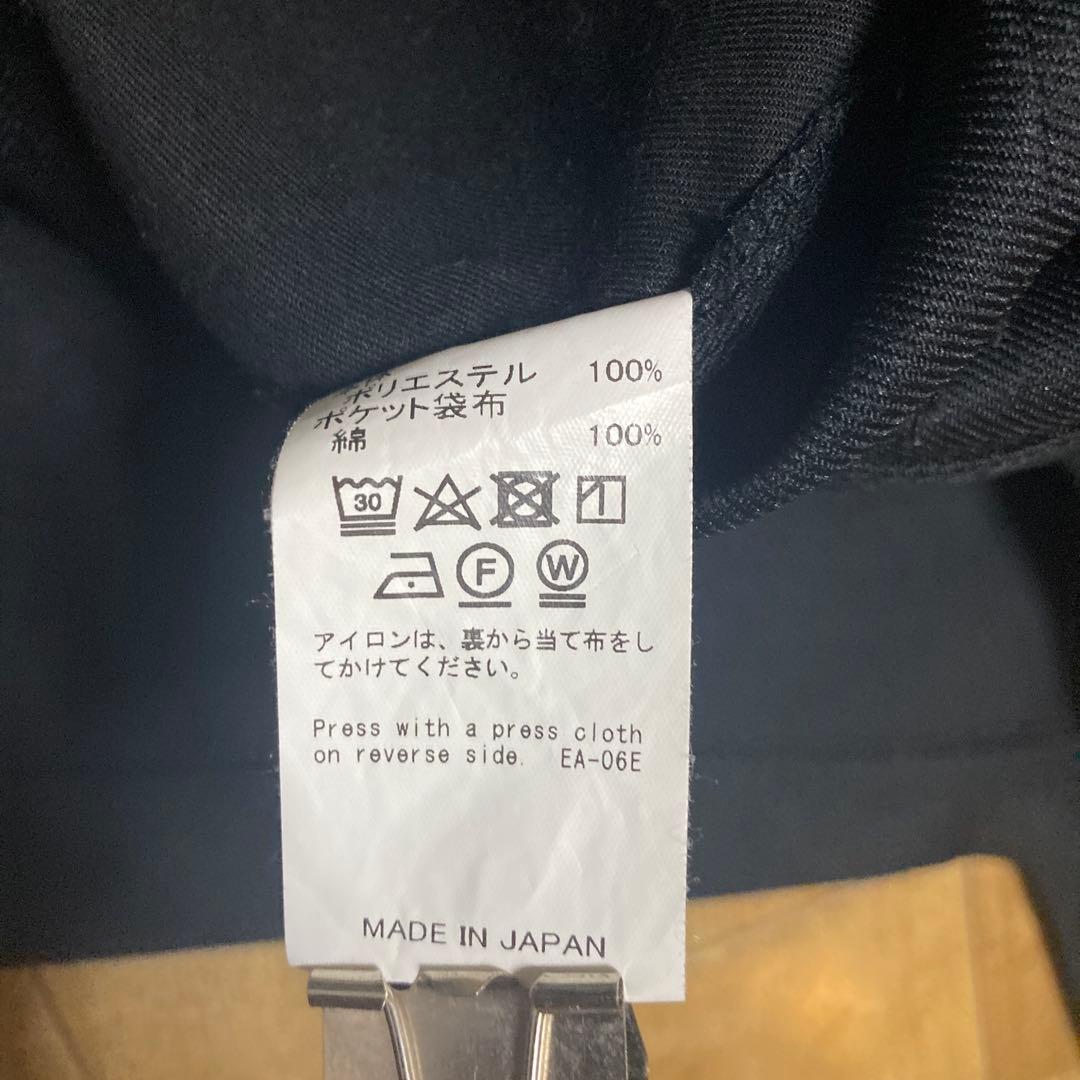 ポリエステル 100%
ポケット袋布
綿 100%
30
F W
アイロンは、裏から当て布をし
てかけてください。
Press with a press cloth
on reverse side. EA-06E
MADE IN JAPAN